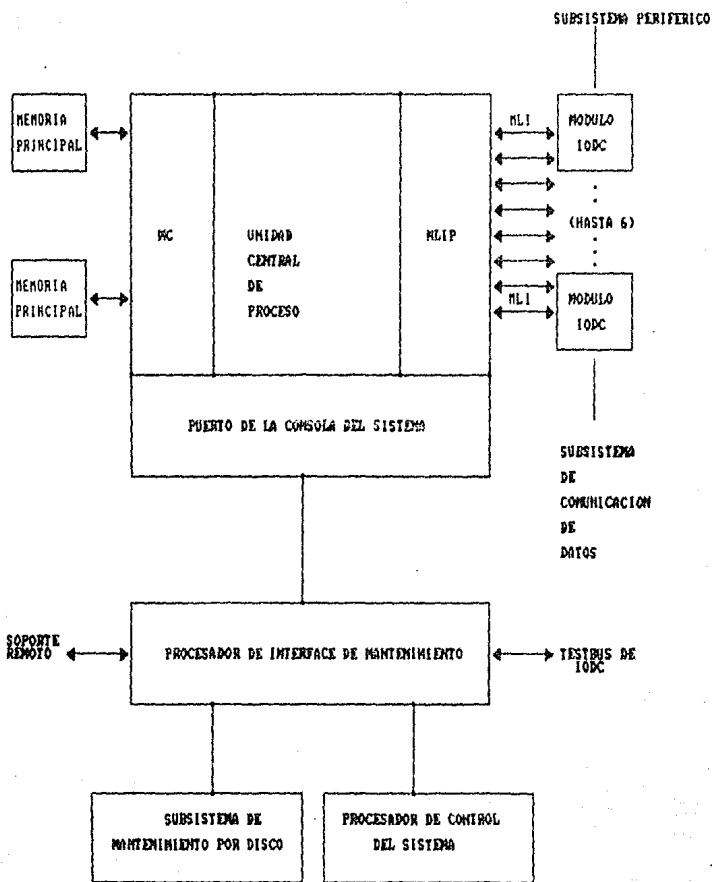 SUBSISTEMA PERIFERICO
MEMORIA
PRINCIPAL
MC
UNIDAD
CENTRAL
DE
PROCESO
MLIP
MLI
MODULO
IODC
(HASTA 6)
MEMORIA
PRINCIPAL
MLI
MODULO
IODC
PUERTO DE LA CONSOLA DEL SISTEMA
SUBSISTEMA
DE
COMUNICACION
DE
DATOS
SOPORTE
REMOTO
PROCESADOR DE INTERFACE DE MANTENIMIENTO
TESTBUS DE
IODC
SUBSISTEMA DE
MANTENIMIENTO POR DISCO
PROCESADOR DE CONTROL
DEL SISTEMA